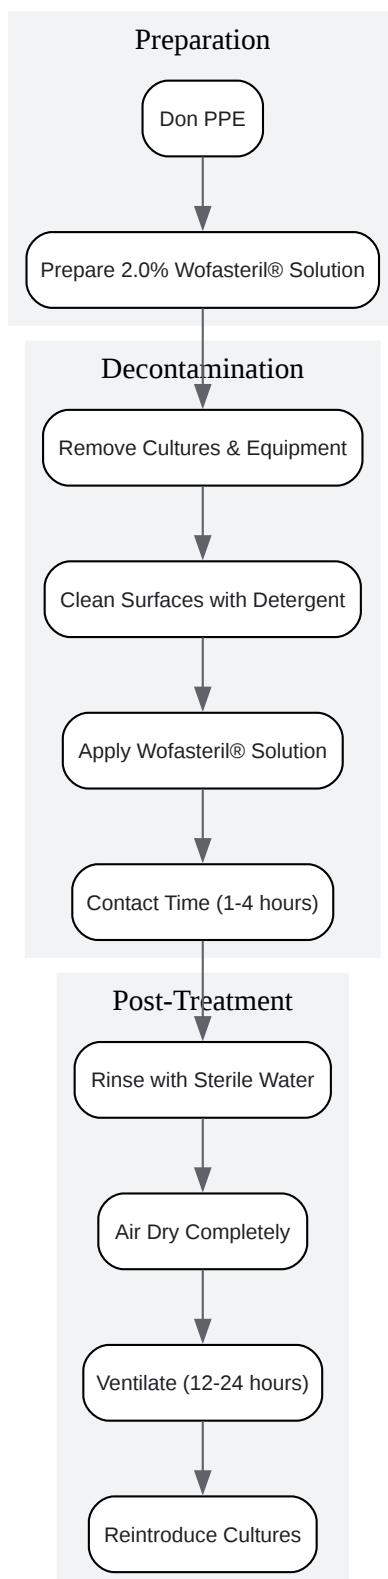 Preparation
Don PPE
Prepare 2.0% Wofasteril® Solution
Decontamination
Remove Cultures & Equipment
Clean Surfaces with Detergent
Apply Wofasteril® Solution
Contact Time (1-4 hours)
Post-Treatment
Rinse with Sterile Water
Air Dry Completely
Ventilate (12-24 hours)
Reintroduce Cultures